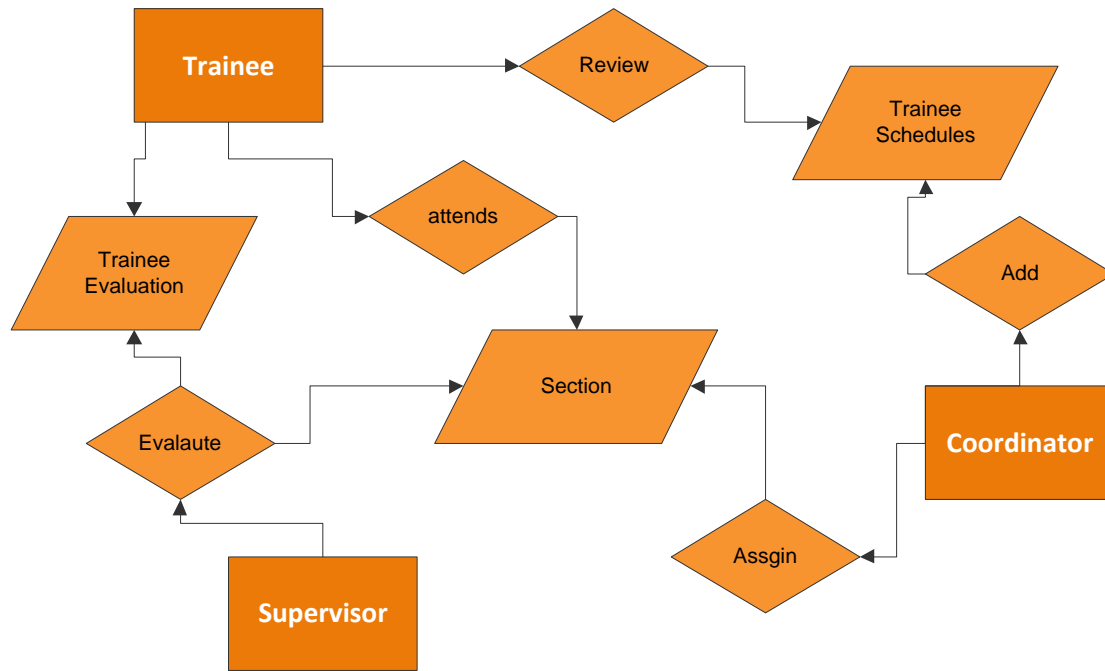 Trainee
Review
Trainee
Schedules
attends
Trainee
Evaluation
Add
Section
Evalaute
Coordinator
Assgin
Supervisor